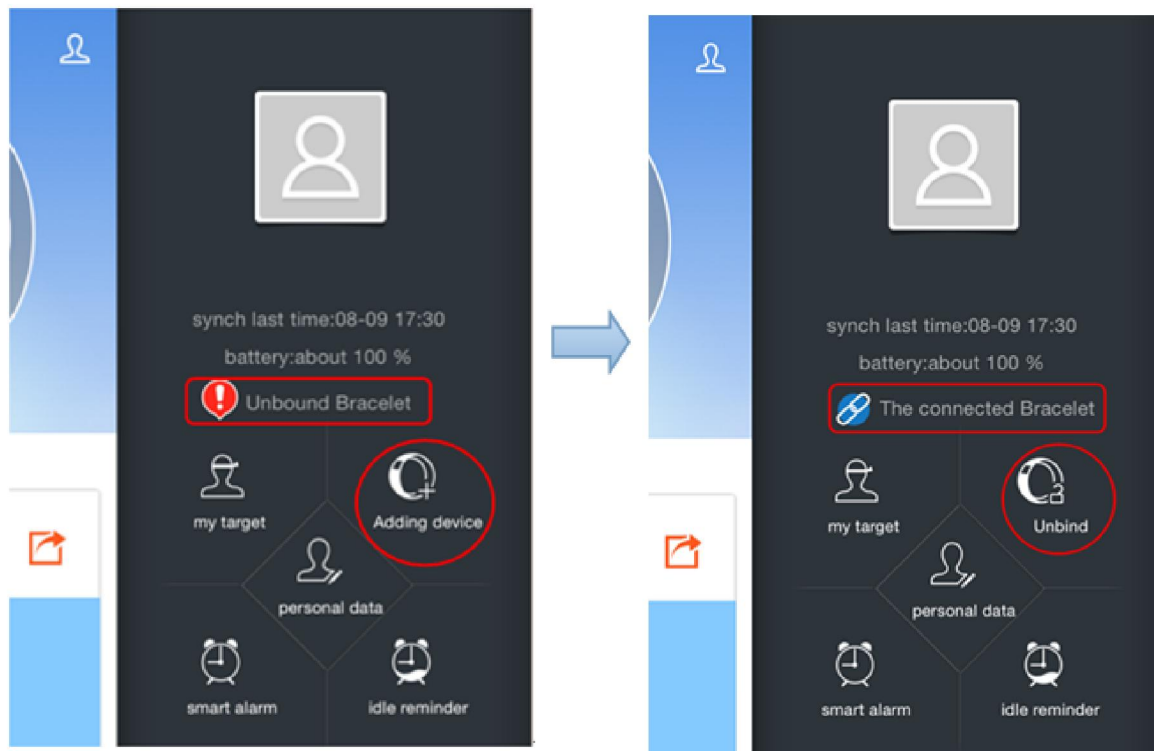 synch last time:08-09 17:30
battery:about 100 %
Unbound Bracelet
my target
Adding device
personal data
smart alarm
idle reminder
synch last time:08-09 17:30
battery:about 100 %
The connected Bracelet
my target
Unbind
personal data
smart alarm
idle reminder